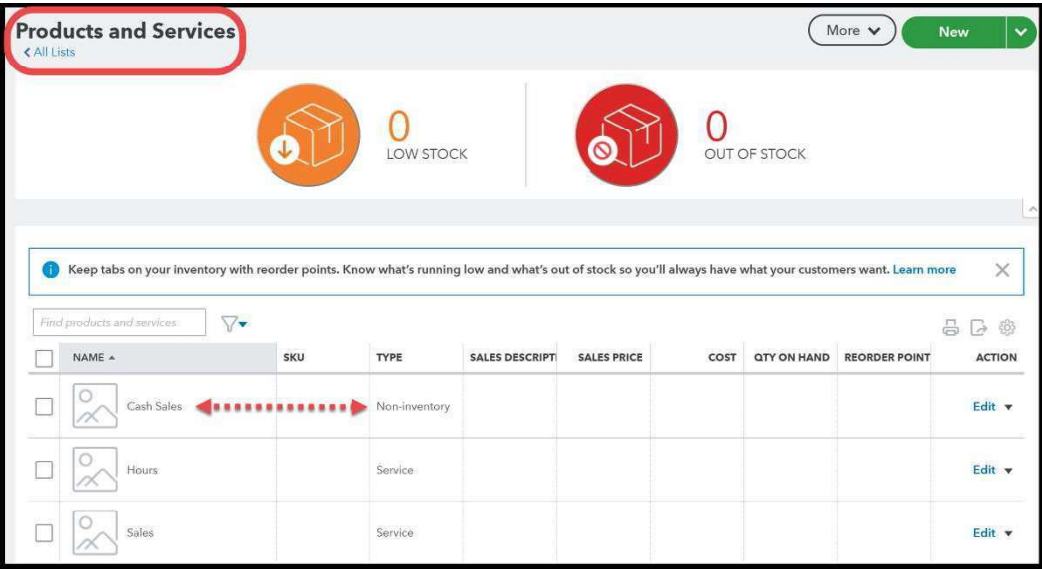 Products and Services
All Lists
More
New
0
LOW STOCK
0
OUT OF STOCK
Keep tabs on your inventory with reorder points. Know what's running low and what's out of stock so you'll always have what your customers want. Learn more
Find products and services
NAME SKU TYPE SALES DESCRIPTI SALES PRICE COST QTY ON HAND REORDER POINT ACTION
Cash Sales Non-inventory Edit
Hours Service Edit
Sales Service Edit